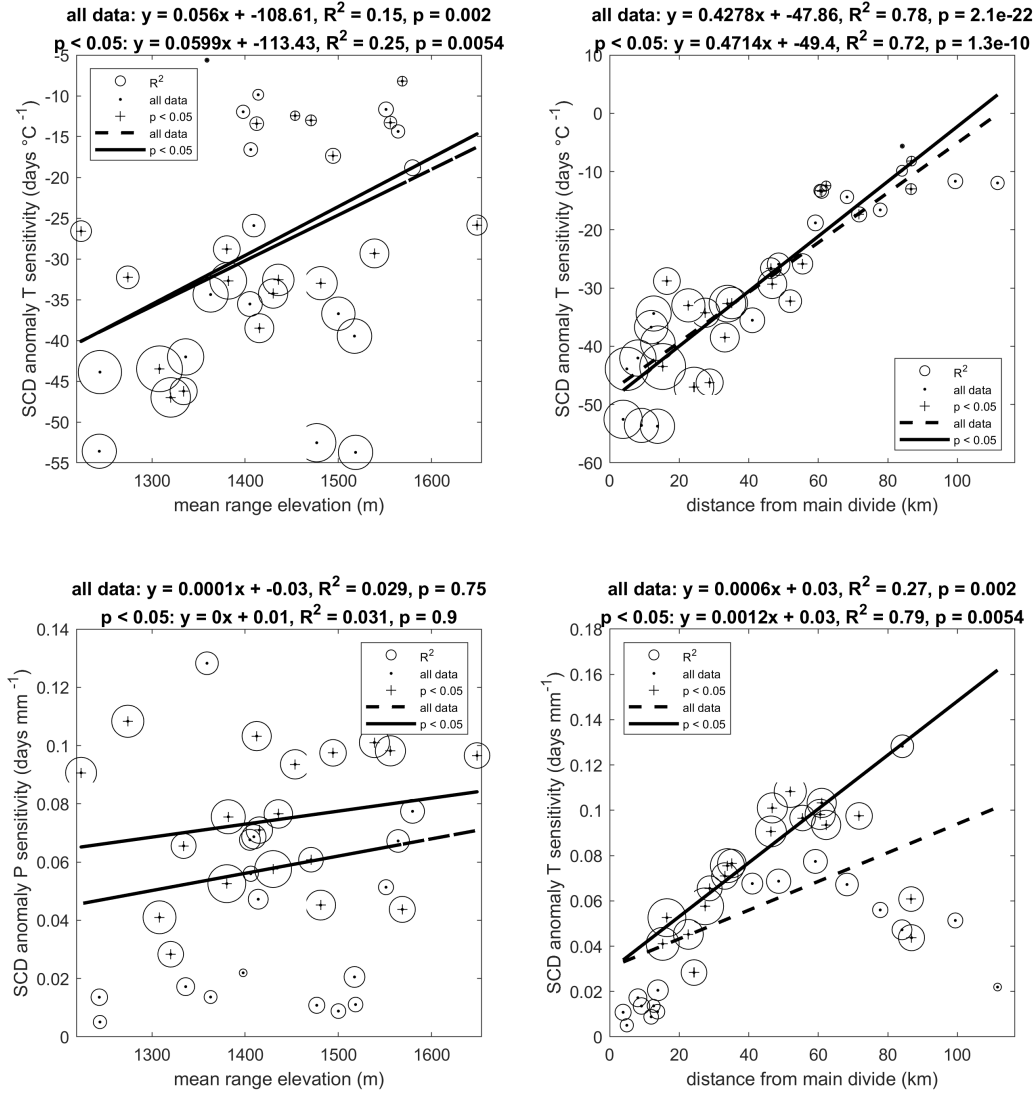 all data: y = 0.056x + -108.61, R² = 0.15, p = 0.002
p < 0.05: y = 0.0599x + -113.43, R² = 0.25, p = 0.0054
SCD anomaly T sensitivity (days °C ⁻¹)
-5
-10
-15
-20
-25
-30
-35
-40
-45
-50
-55
R²
all data
p < 0.05
all data
p < 0.05
1300
1400
1500
1600
mean range elevation (m)
all data: y = 0.4278x + -47.86, R² = 0.78, p = 2.1e-22
p < 0.05: y = 0.4714x + -49.4, R² = 0.72, p = 1.3e-10
SCD anomaly T sensitivity (days °C ⁻¹)
10
0
-10
-20
-30
-40
-50
-60
R²
all data
p < 0.05
all data
p < 0.05
0
20
40
60
80
100
distance from main divide (km)
all data: y = 0.0001x + -0.03, R² = 0.029, p = 0.75
p < 0.05: y = 0x + 0.01, R² = 0.031, p = 0.9
SCD anomaly P sensitivity (days mm⁻¹)
0.14
0.12
0.1
0.08
0.06
0.04
0.02
0
R²
all data
p < 0.05
all data
p < 0.05
1300
1400
1500
1600
mean range elevation (m)
all data: y = 0.0006x + 0.03, R² = 0.27, p = 0.002
p < 0.05: y = 0.0012x + 0.03, R² = 0.79, p = 0.0054
SCD anomaly T sensitivity (days mm⁻¹)
0.18
0.16
0.14
0.12
0.1
0.08
0.06
0.04
0.02
0
R²
all data
p < 0.05
all data
p < 0.05
0
20
40
60
80
100
distance from main divide (km)